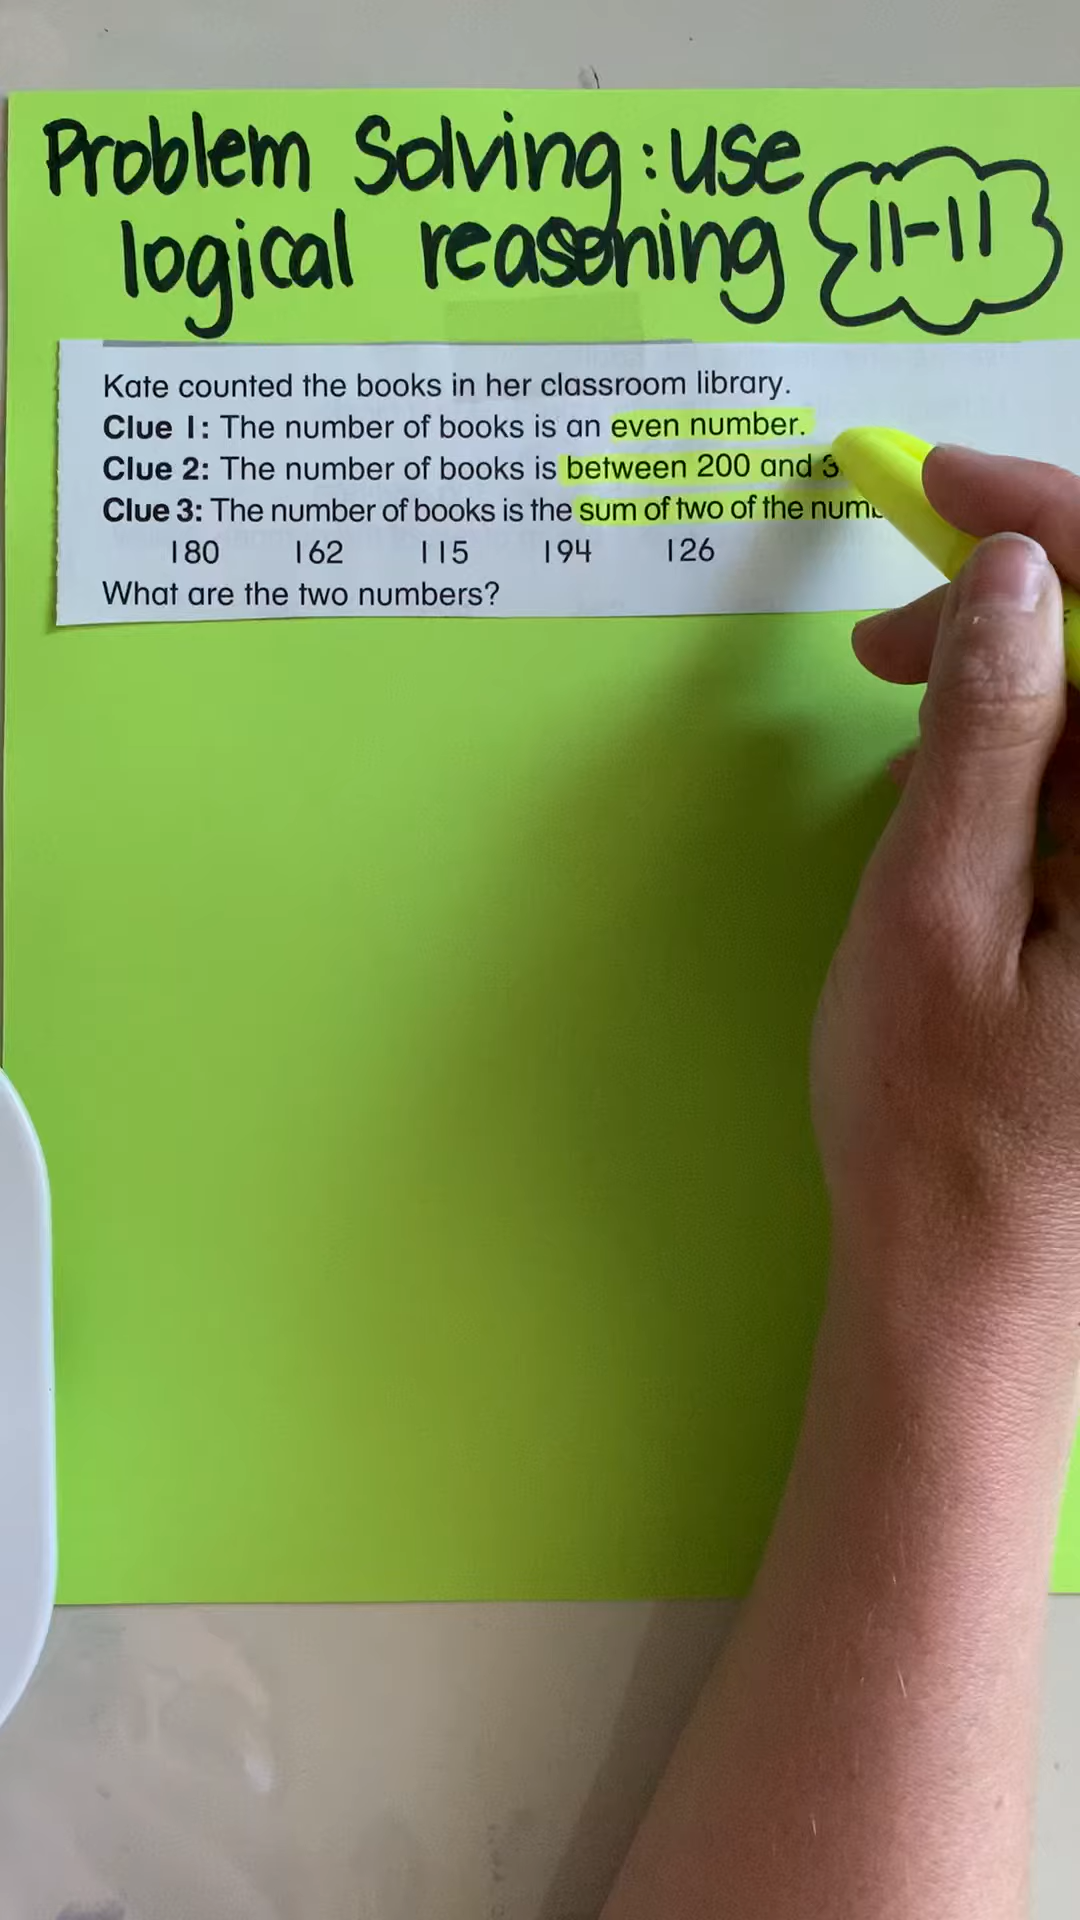 Problem Solving: use
logical reasoning
11-11
Kate counted the books in her classroom library.
Clue 1: The number of books is an even number.
Clue 2: The number of books is between 200 and 3
Clue 3: The number of books is the sum of two of the
180 162 115 194 126
What are the two numbers?